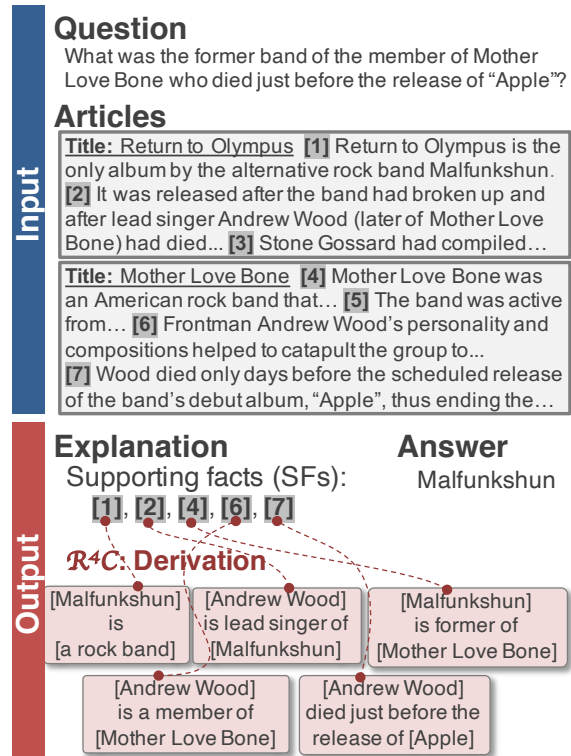 Input
Question
What was the former band of the member of Mother
Love Bone who died just before the release of “Apple”?
Articles
Title: Return to Olympus [1] Return to Olympus is the
only album by the alternative rock band Malfunkshun.
[2] It was released after the band had broken up and
after lead singer Andrew Wood (later of Mother Love
Bone) had died... [3] Stone Gossard had compiled…
Title: Mother Love Bone [4] Mother Love Bone was
an American rock band that… [5] The band was active
from… [6] Frontman Andrew Wood’s personality and
compositions helped to catapult the group to...
[7] Wood died only days before the scheduled release
of the band’s debut album, “Apple”, thus ending the…
Output
Explanation
Supporting facts (SFs):
[1], [2], [4], [6], [7]
Answer
Malfunkshun
R⁴C: Derivation
[Malfunkshun]
is
[a rock band]
[Andrew Wood]
is lead singer of
[Malfunkshun]
[Malfunkshun]
is former of
[Mother Love Bone]
[Andrew Wood]
is a member of
[Mother Love Bone]
[Andrew Wood]
died just before the
release of [Apple]